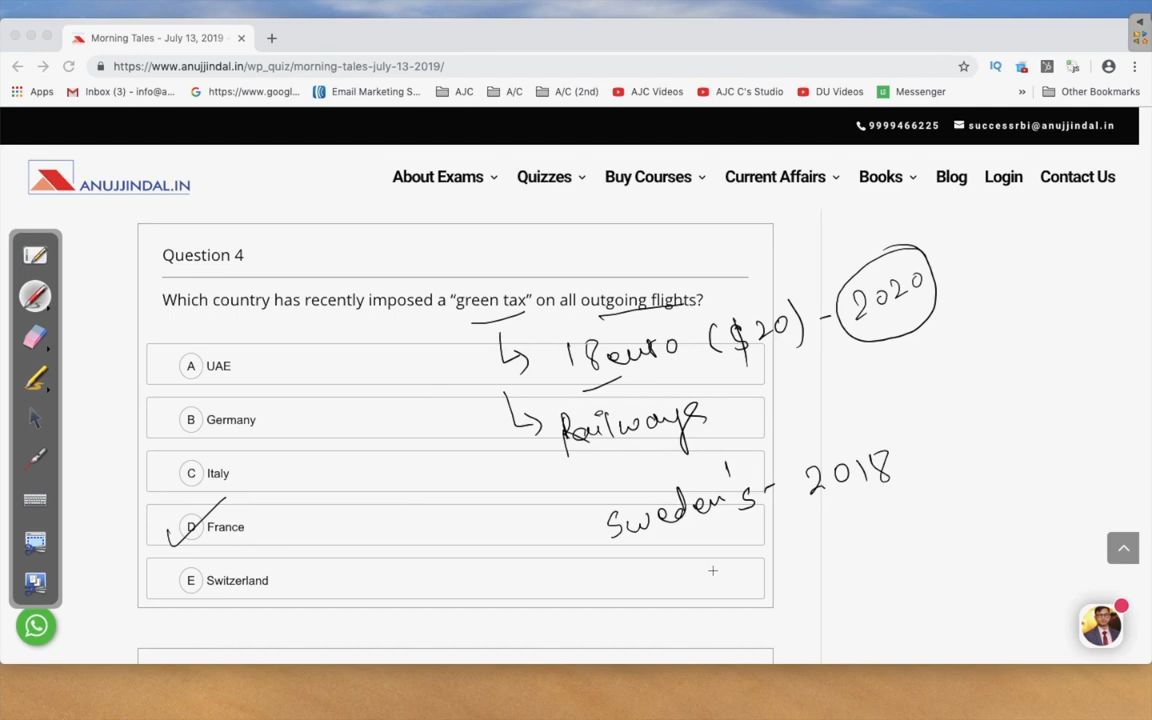 Morning Tales - July 13, 2019 -
https://www.anujjindal.in/wp_quiz/morning-tales-july-13-2019/
Apps Inbox (3) - info@a... https://www.googl... Email Marketing S... AJC A/C A/C (2nd) AJC Videos AJC C's Studio DU Videos Messenger » Other Bookmarks
9999466225 successrbi@anujjindal.in
ANUJJINDAL.IN About Exams Quizzes Buy Courses Current Affairs Books Blog Login Contact Us
Question 4
Which country has recently imposed a “green tax” on all outgoing flights?
18 euro ($20) - 2020
A UAE
Railways
B Germany
C Italy
Sweden's - 2018
D France
E Switzerland